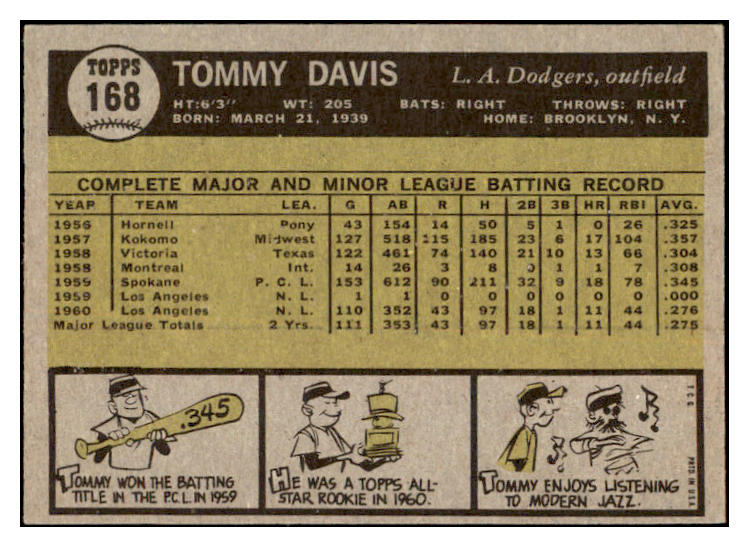 TOPPS
168
TOMMY DAVIS
L. A. Dodgers, outfield
HT: 6'3" WT: 205 BATS: RIGHT THROWS: RIGHT
BORN: MARCH 21, 1939 HOME: BROOKLYN, N. Y.
COMPLETE MAJOR AND MINOR LEAGUE BATTING RECORD
YEAR TEAM LEA. G AB R H 2B 3B HR RBI AVG.
1956 Hornell Pony 43 154 14 50 5 1 0 26 .325
1957 Kokomo Midwest 127 518 115 185 23 6 17 104 .357
1958 Victoria Texas 122 461 74 140 21 10 13 66 .304
1958 Montreal Int. 14 26 3 8 0 1 1 7 .308
1959 Spokane P. C. L. 153 612 90 211 32 9 18 78 .345
1959 Los Angeles N. L. 1 1 0 0 0 0 0 0 .000
1960 Los Angeles N. L. 110 352 43 97 18 1 11 44 .276
Major League Totals 2 Yrs. 111 353 43 97 18 1 11 44 .275
.345
TOMMY WON THE BATTING
TITLE IN THE P.C.L. IN 1959
HE WAS A TOPPS ALL-
STAR ROOKIE IN 1960.
TOMMY ENJOYS LISTENING
TO MODERN JAZZ.
T.C.G.
PRTD. IN U.S.A.